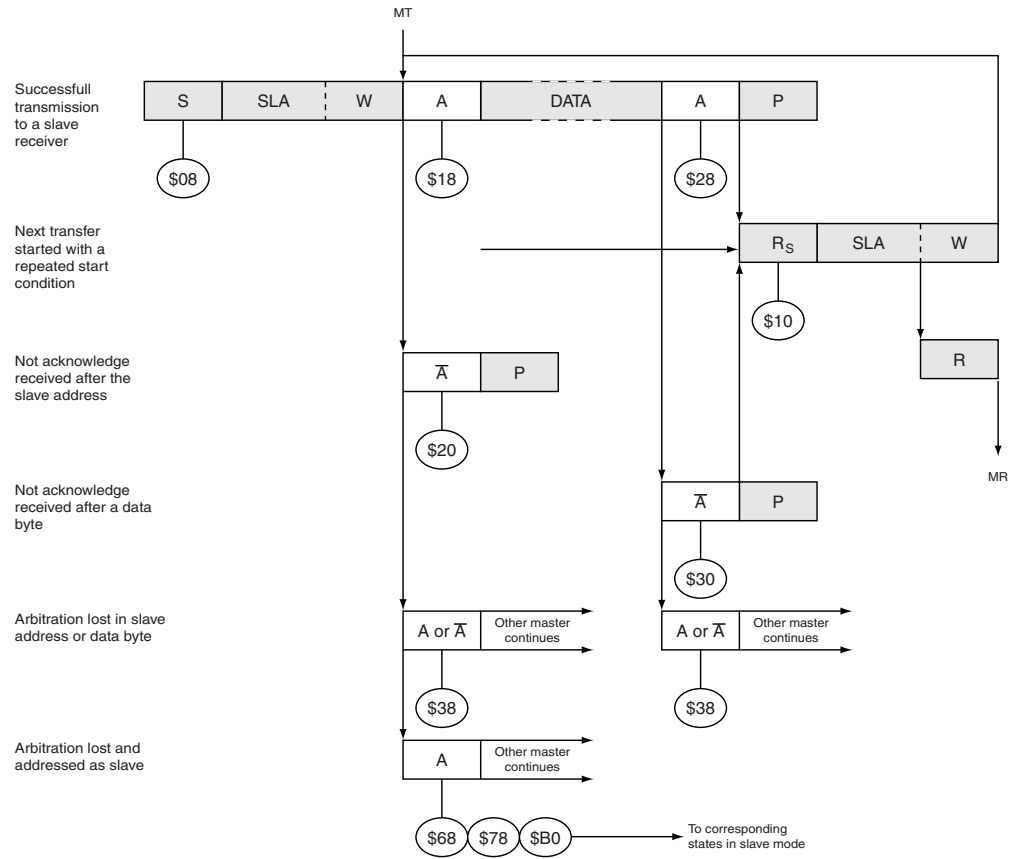 MT
Successfull
transmission
to a slave
receiver
S SLA W A DATA A P
$08 $18 $28
Next transfer
started with a
repeated start
condition
RS SLA W
$10
Not acknowledge
received after the
slave address
A̅ P
R
$20
MR
Not acknowledge
received after a data
byte
A̅ P
$30
Arbitration lost in slave
address or data byte
A or A̅ Other master
continues
A or A̅ Other master
continues
$38 $38
Arbitration lost and
addressed as slave
A Other master
continues
$68 $78 $B0 To corresponding
states in slave mode